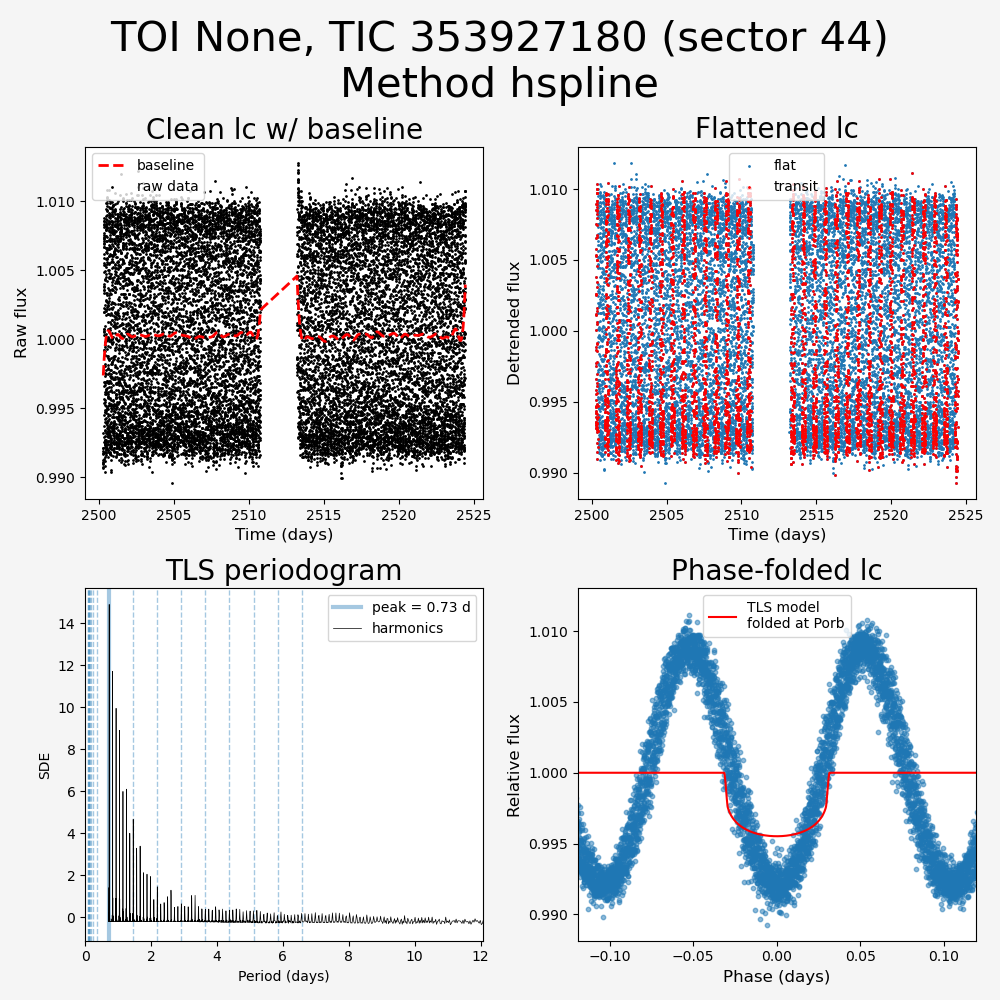 TOI None, TIC 353927180 (sector 44)
Method hspline
Clean lc w/ baseline
baseline
raw data
Raw flux
1.010
1.005
1.000
0.995
0.990
2500
2505
2510
2515
2520
2525
Time (days)
Flattened lc
flat
transit
Detrended flux
1.010
1.005
1.000
0.995
0.990
2500
2505
2510
2515
2520
2525
Time (days)
TLS periodogram
peak = 0.73 d
harmonics
SDE
14
12
10
8
6
4
2
0
0
2
4
6
8
10
12
Period (days)
Phase-folded lc
TLS model
folded at Porb
Relative flux
1.010
1.005
1.000
0.995
0.990
−0.10
−0.05
0.00
0.05
0.10
Phase (days)